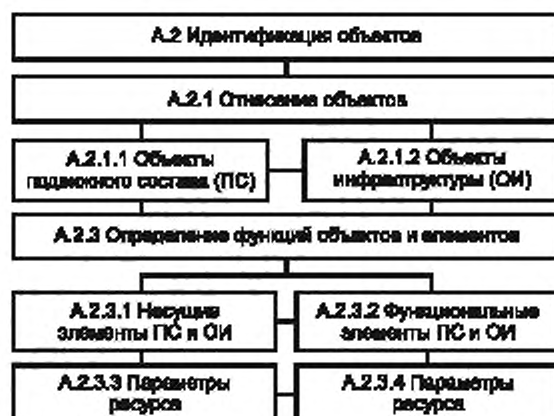 А.2 Идентификация объектов
А.2.1 Описание объектов
А.2.1.1 Объекты
подвижного состава (ПС)
А.2.1.2 Объекты
инфраструктуры (ОИ)
А.2.3 Определение функций объектов и элементов
А.2.3.1 Несущие
элементы ПС и ОИ
А.2.3.2 Функциональные
элементы ПС и ОИ
А.2.3.3 Параметры
ресурса
А.2.3.4 Параметры
ресурса